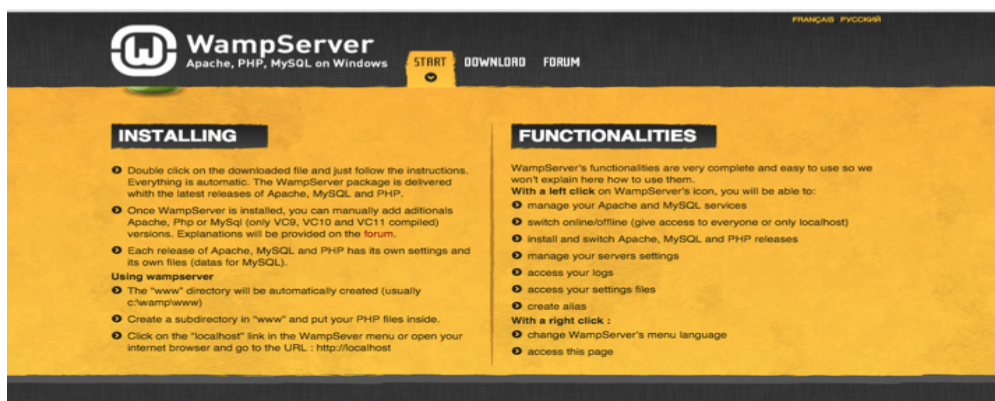 FRANÇAIS РУССКИЙ
WampServer
Apache, PHP, MySQL on Windows
START DOWNLOAD FORUM
INSTALLING
Double click on the downloaded file and just follow the instructions.
Everything is automatic. The WampServer package is delivered
whith the latest releases of Apache, MySQL and PHP.
Once WampServer is installed, you can manually add aditionals
Apache, Php or MySql (only VC9, VC10 and VC11 compiled)
versions. Explanations will be provided on the forum.
Each release of Apache, MySQL and PHP has its own settings and
its own files (datas for MySQL).
Using wampserver
The "www" directory will be automatically created (usually
c:\wamp\www)
Create a subdirectory in "www" and put your PHP files inside.
Click on the "localhost" link in the WampSever menu or open your
internet browser and go to the URL : http://localhost
FUNCTIONALITIES
WampServer's functionalities are very complete and easy to use so we
won't explain here how to use them.
With a left click on WampServer's icon, you will be able to:
manage your Apache and MySQL services
switch online/offline (give access to everyone or only localhost)
install and switch Apache, MySQL and PHP releases
manage your servers settings
access your logs
access your settings files
create alias
With a right click :
change WampServer's menu language
access this page